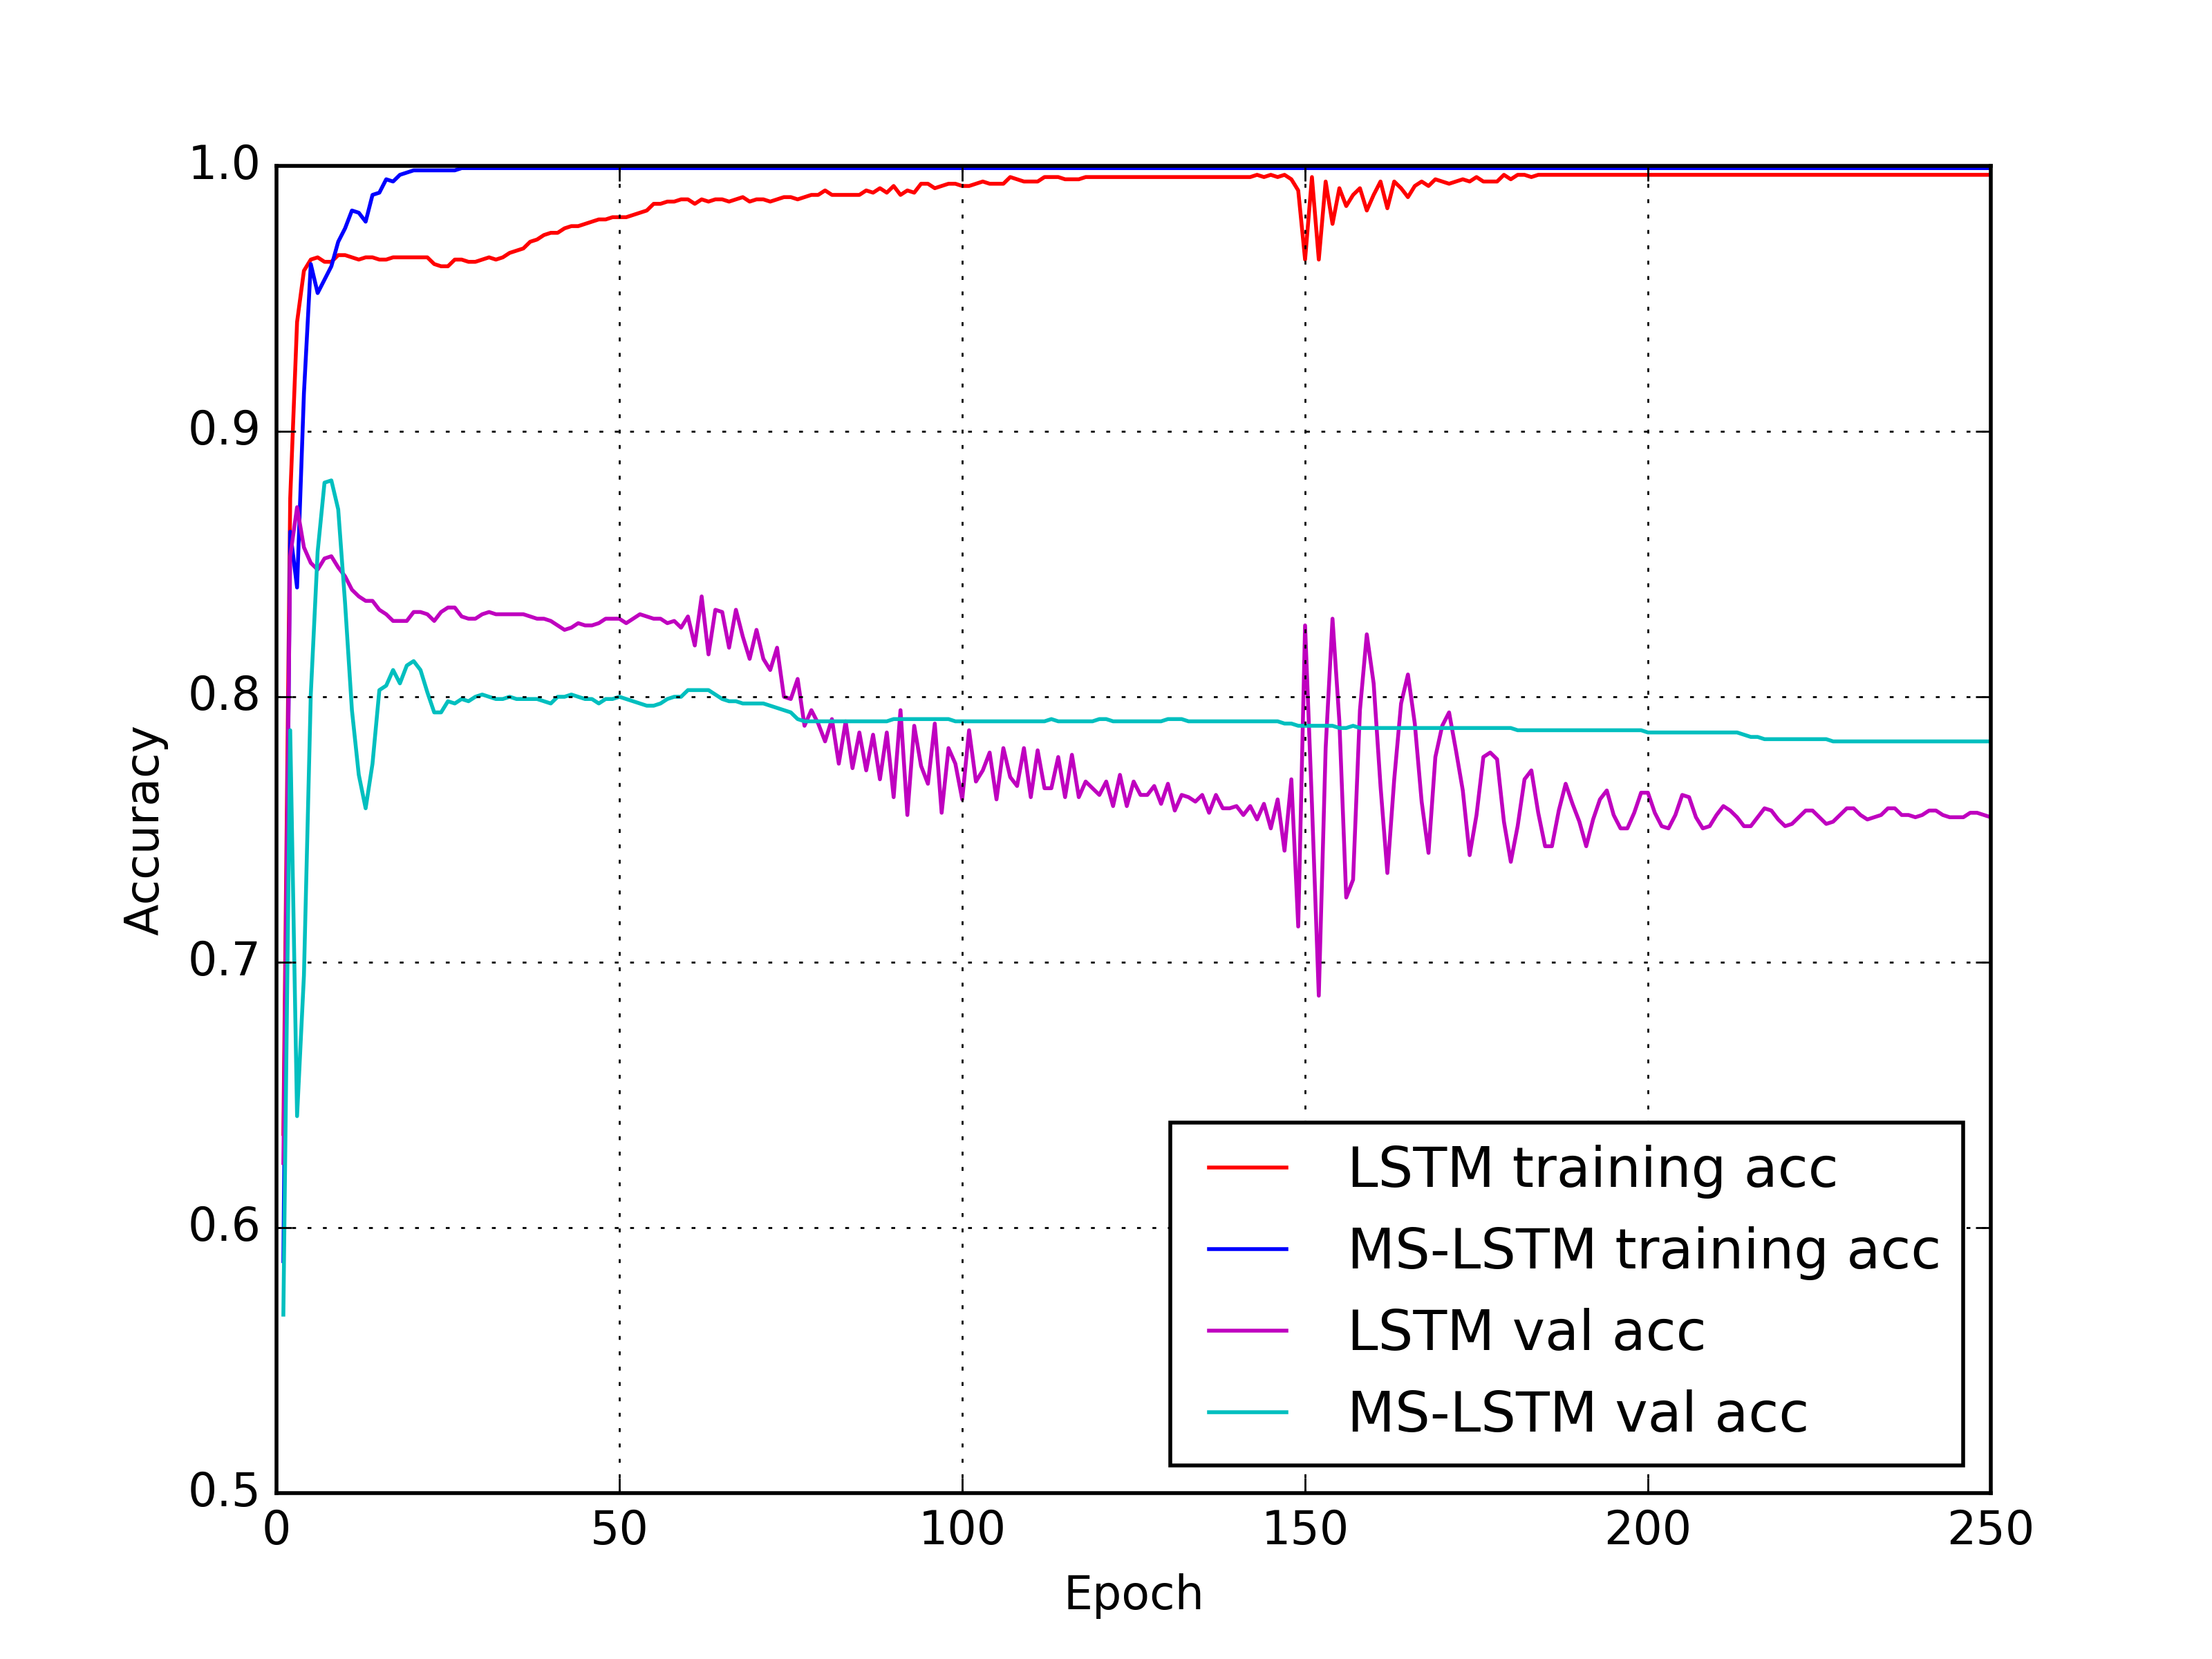 1.0
0.9
0.8
0.7
0.6
0.5
Accuracy
0 50 100 150 200 250
Epoch
LSTM training acc
MS-LSTM training acc
LSTM val acc
MS-LSTM val acc